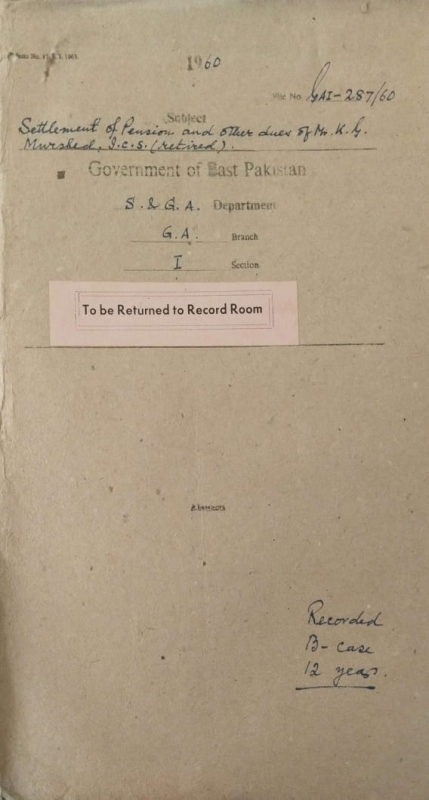 1960
File No. GAI-287/60
Subject
Settlement of Pension and other dues of Mr. K. G.
Murshed, I.C.S. (retired).
Government of East Pakistan
S. & G.A. Department
G.A. Branch
I Section
To be Returned to Record Room
Abstracts
Recorded
B- case
12 years.